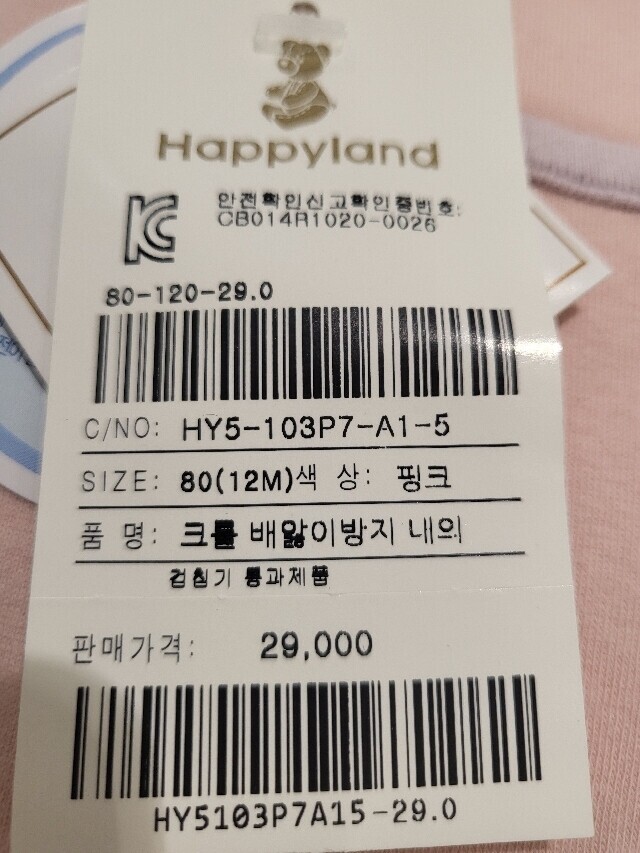 Happyland
안전확인신고확인증번호:
CB014R1020-0026
80-120-29.0
C/NO: HY5-103P7-A1-5
SIZE: 80(12M)색 상: 핑크
품 명: 크롤 배앓이방지 내의
검침기 통과제품
판매가격: 29,000
HY5103P7A15-29.0